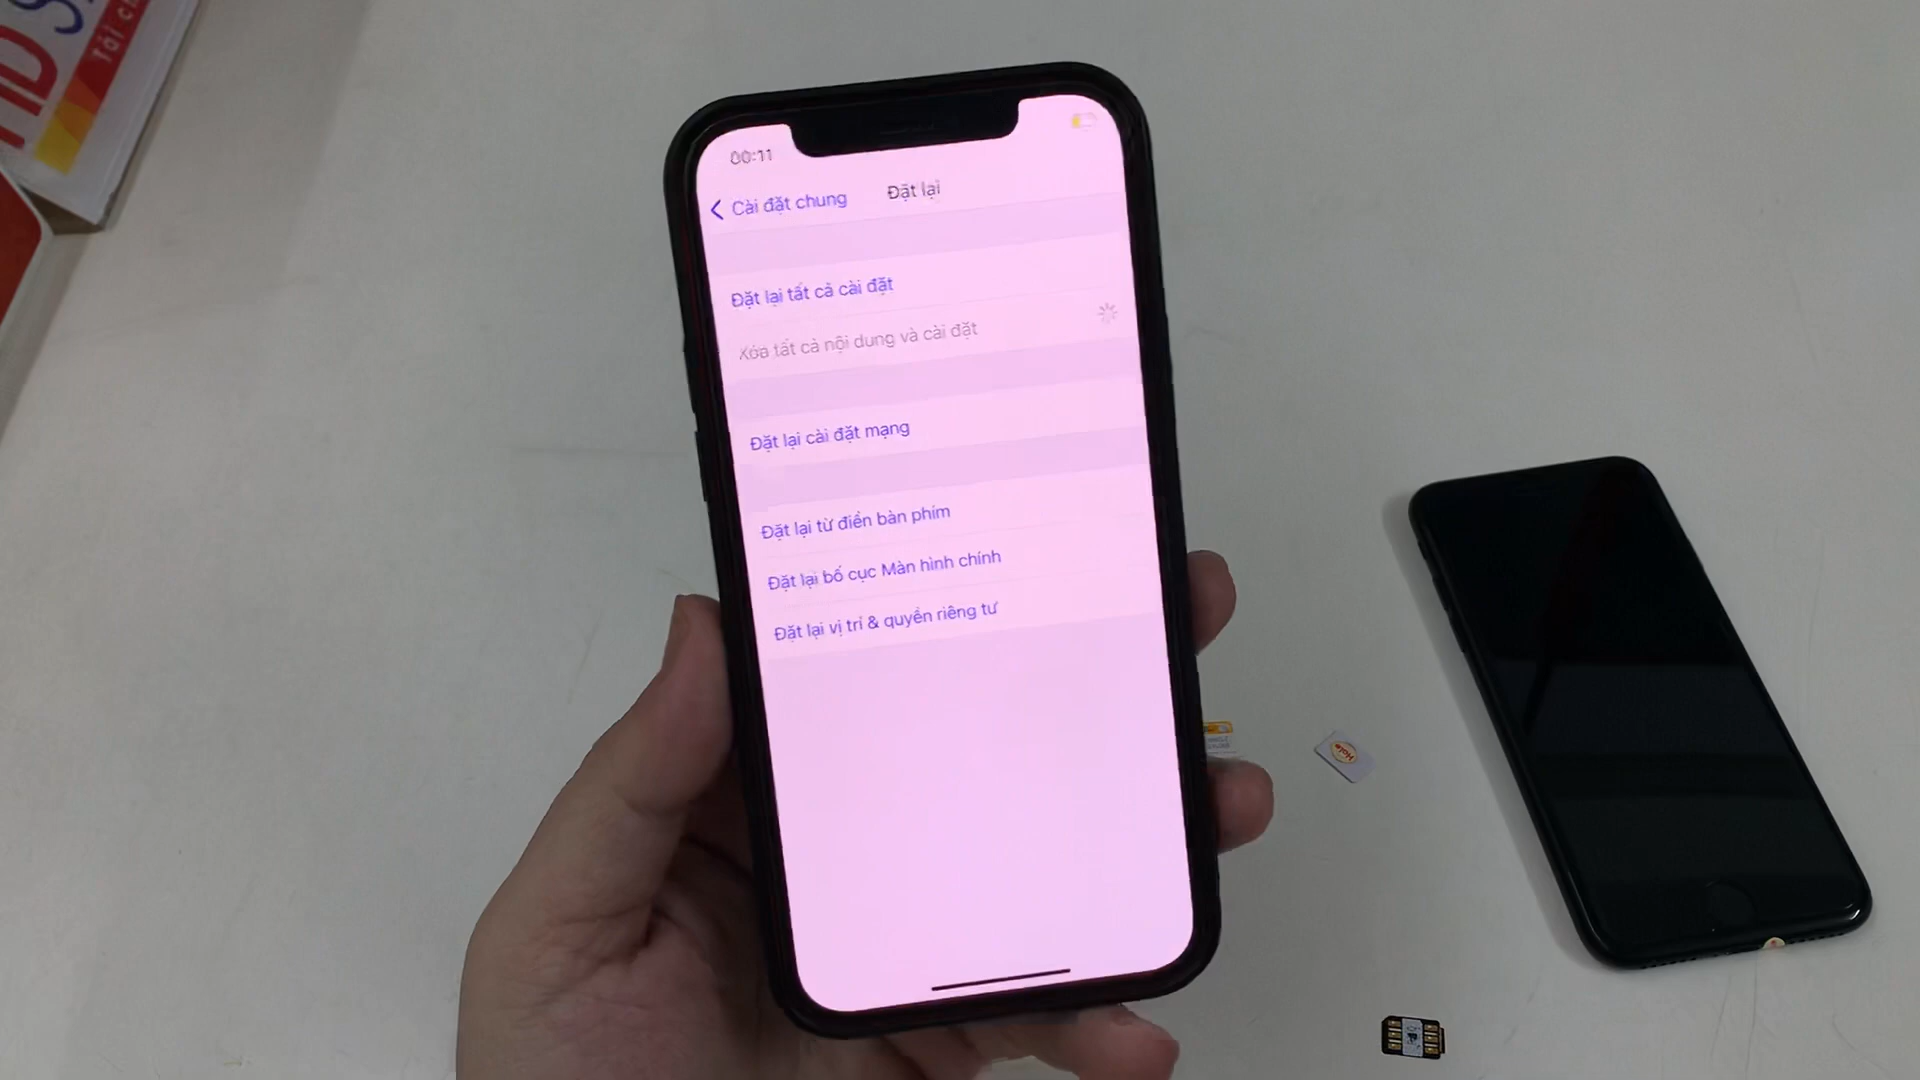 Tài ch
00:11
Cài đặt chung
Đặt lại
Đặt lại tất cả cài đặt
Xóa tất cả nội dung và cài đặt
Đặt lại cài đặt mạng
Đặt lại từ điển bàn phím
Đặt lại bố cục Màn hình chính
Đặt lại vị trí & quyền riêng tư